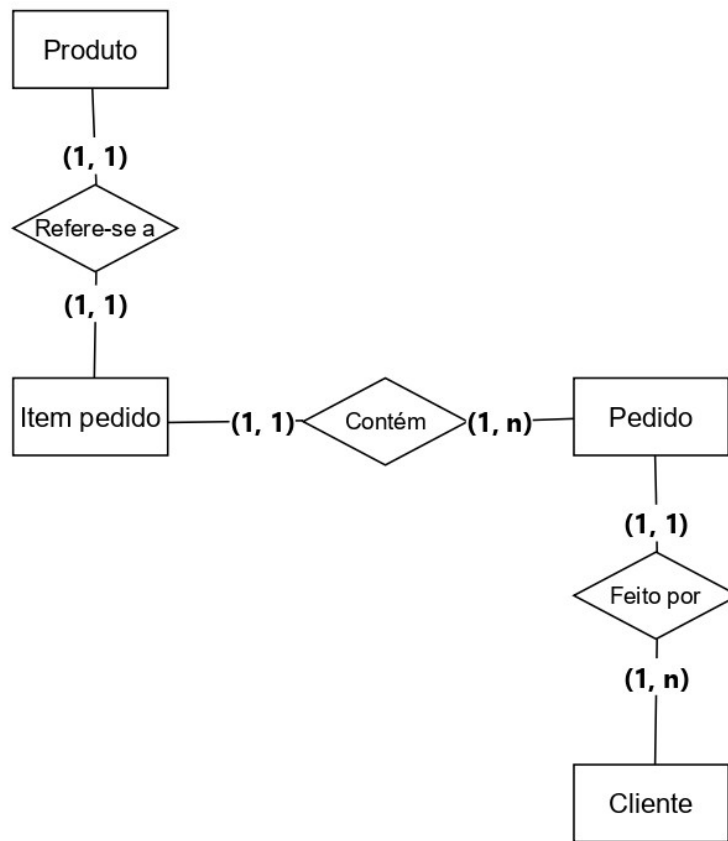 Produto
(1, 1)
Refere-se a
(1, 1)
Item pedido
(1, 1)
Contém
(1, n)
Pedido
(1, 1)
Feito por
(1, n)
Cliente